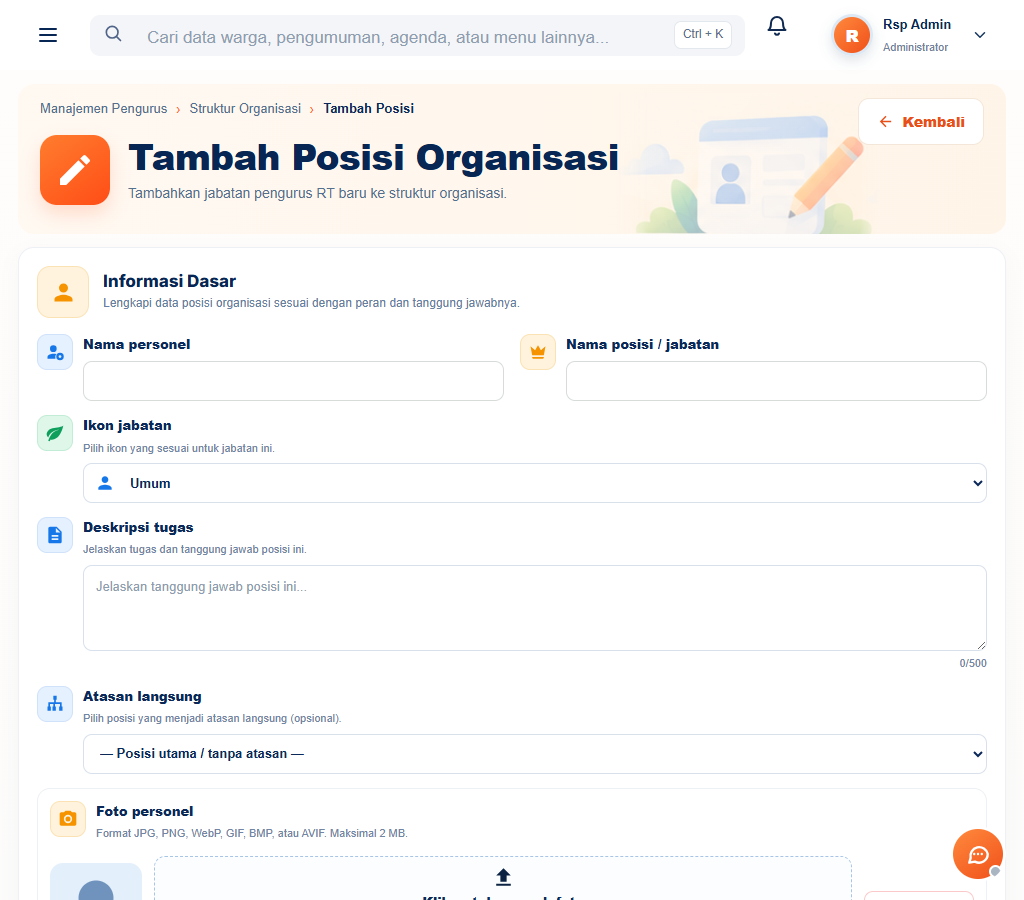 Cari data warga, pengumuman, agenda, atau menu lainnya...
Ctrl + K
R
Rsp Admin
Administrator
Manajemen Pengurus › Struktur Organisasi › Tambah Posisi
← Kembali
Tambah Posisi Organisasi
Tambahkan jabatan pengurus RT baru ke struktur organisasi.
Informasi Dasar
Lengkapi data posisi organisasi sesuai dengan peran dan tanggung jawabnya.
Nama personel
Nama posisi / jabatan
Ikon jabatan
Pilih ikon yang sesuai untuk jabatan ini.
Umum
Deskripsi tugas
Jelaskan tugas dan tanggung jawab posisi ini.
Jelaskan tanggung jawab posisi ini...
0/500
Atasan langsung
Pilih posisi yang menjadi atasan langsung (opsional).
— Posisi utama / tanpa atasan —
Foto personel
Format JPG, PNG, WebP, GIF, BMP, atau AVIF. Maksimal 2 MB.